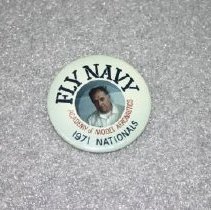 FLY NAVY
ACADEMY of MODEL AERONAUTICS
1971 NATIONALS